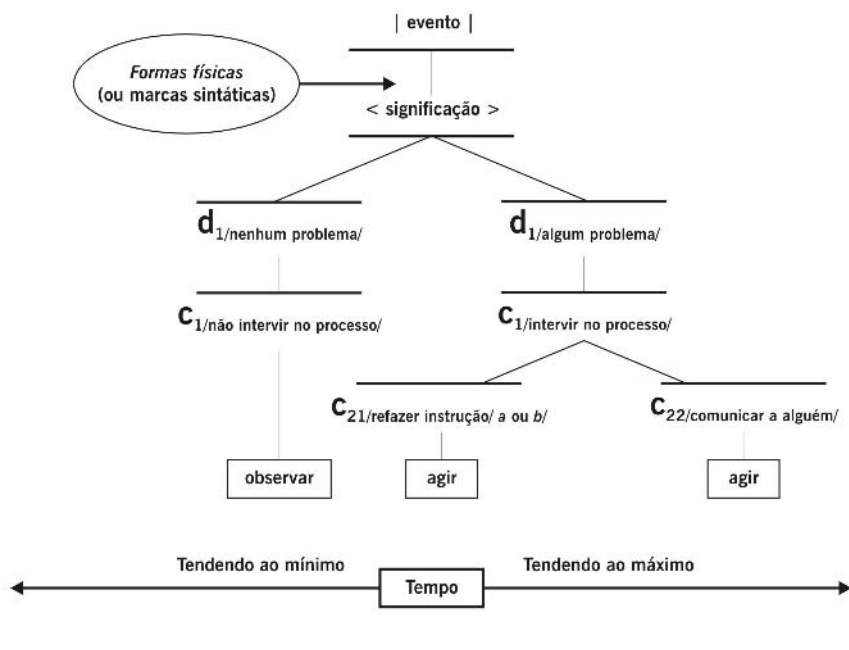 | evento |
Formas físicas
(ou marcas sintáticas)
< significação >
d1/nenhum problema/
d1/algum problema/
c1/não intervir no processo/
c1/intervir no processo/
c21/refazer instrução/ a ou b/
c22/comunicar a alguém/
observar
agir
agir
Tendendo ao mínimo
Tendendo ao máximo
Tempo